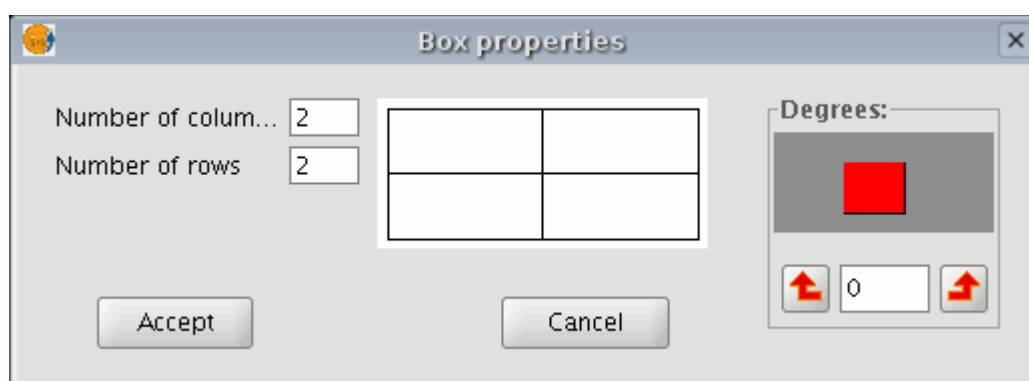 Box properties
Number of colum... 2
Number of rows 2
Degrees:
0
Accept
Cancel